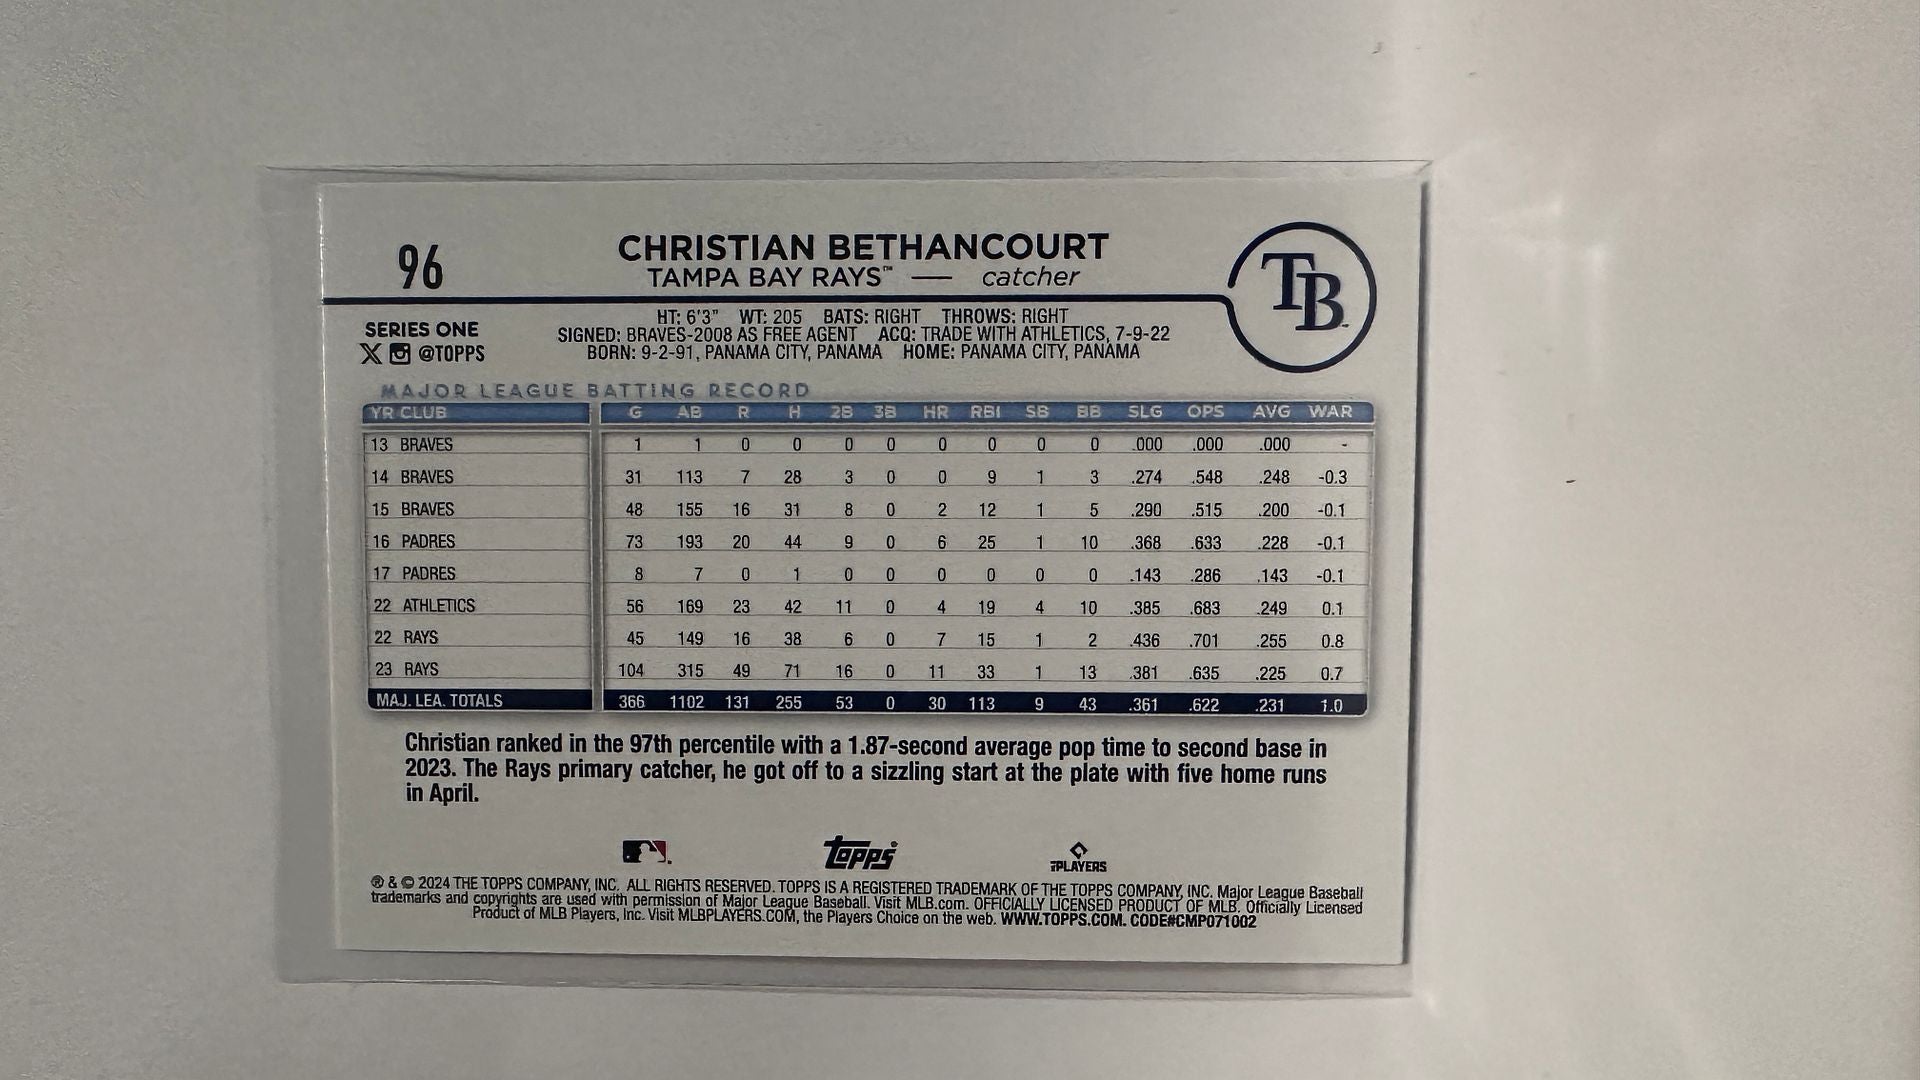 96
CHRISTIAN BETHANCOURT
TAMPA BAY RAYS™ — catcher
TB
SERIES ONE
@TOPPS
HT: 6'3" WT: 205 BATS: RIGHT THROWS: RIGHT
SIGNED: BRAVES-2008 AS FREE AGENT ACQ: TRADE WITH ATHLETICS, 7-9-22
BORN: 9-2-91, PANAMA CITY, PANAMA HOME: PANAMA CITY, PANAMA
MAJOR LEAGUE BATTING RECORD
YR CLUB G AB R H 2B 3B HR RBI SB BB SLG OPS AVG WAR
13 BRAVES 1 1 0 0 0 0 0 0 0 0 .000 .000 .000 -
14 BRAVES 31 113 7 28 3 0 0 9 1 3 .274 .548 .248 -0.3
15 BRAVES 48 155 16 31 8 0 2 12 1 5 .290 .515 .200 -0.1
16 PADRES 73 193 20 44 9 0 6 25 1 10 .368 .633 .228 -0.1
17 PADRES 8 7 0 1 0 0 0 0 0 0 .143 .286 .143 -0.1
22 ATHLETICS 56 169 23 42 11 0 4 19 4 10 .385 .683 .249 0.1
22 RAYS 45 149 16 38 6 0 7 15 1 2 .436 .701 .255 0.8
23 RAYS 104 315 49 71 16 0 11 33 1 13 .381 .635 .225 0.7
MAJ. LEA. TOTALS 366 1102 131 255 53 0 30 113 9 43 .361 .622 .231 1.0
Christian ranked in the 97th percentile with a 1.87-second average pop time to second base in
2023. The Rays primary catcher, he got off to a sizzling start at the plate with five home runs
in April.
topps
PLAYERS
® & © 2024 THE TOPPS COMPANY, INC. ALL RIGHTS RESERVED. TOPPS IS A REGISTERED TRADEMARK OF THE TOPPS COMPANY, INC. Major League Baseball
trademarks and copyrights are used with permission of Major League Baseball. Visit MLB.com. OFFICIALLY LICENSED PRODUCT OF MLB. Officially Licensed
Product of MLB Players, Inc. Visit MLBPLAYERS.COM, the Players Choice on the web. WWW.TOPPS.COM. CODE#CMP071002